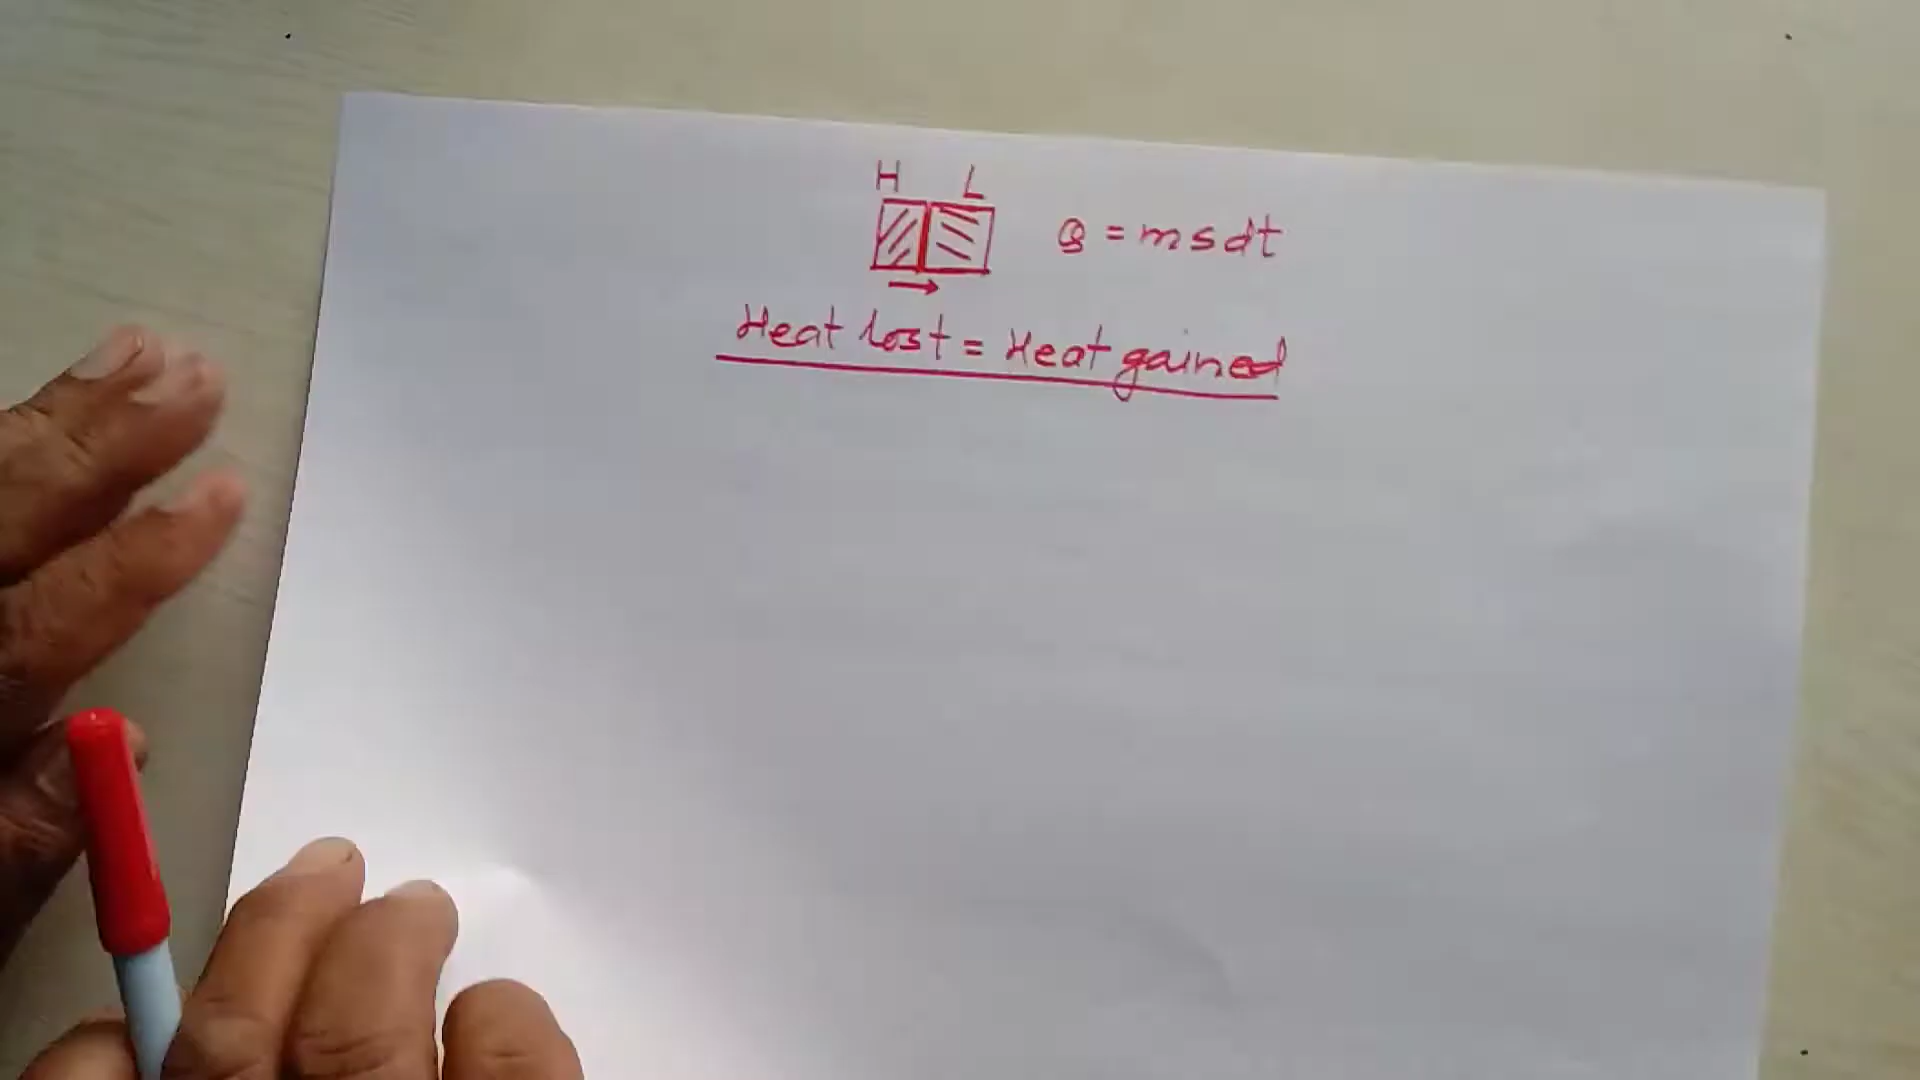 H L
Q = msdt
Heat lost = Heat gained